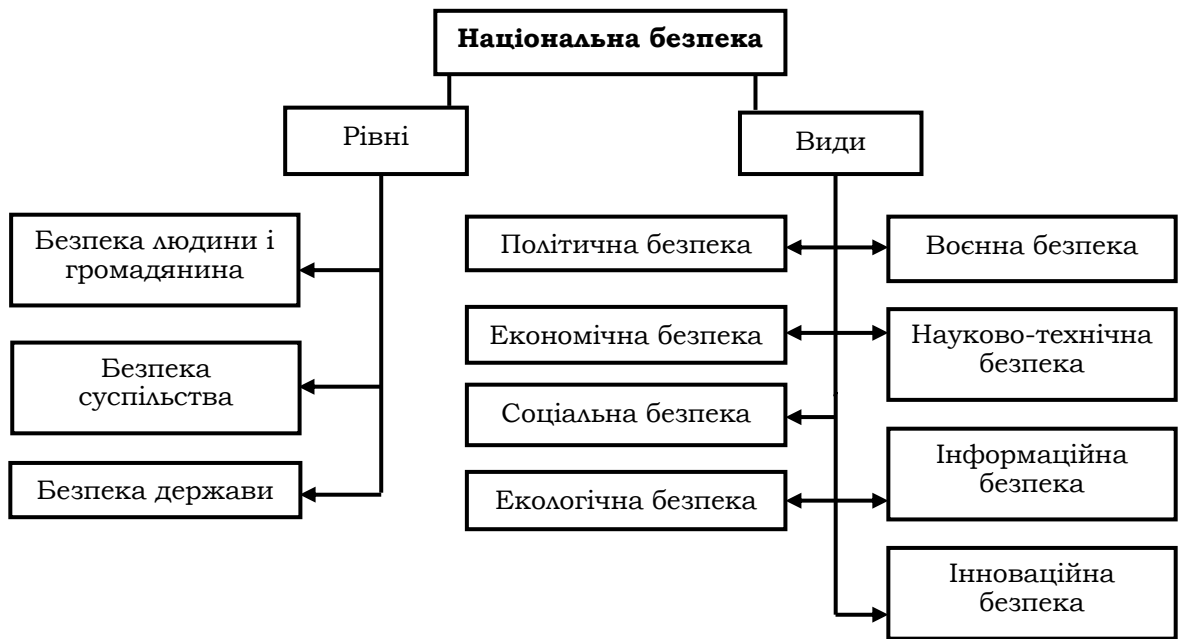 Національна безпека
Рівні
Види
Безпека людини і
громадянина
Безпека
суспільства
Безпека держави
Політична безпека
Економічна безпека
Соціальна безпека
Екологічна безпека
Воєнна безпека
Науково-технічна
безпека
Інформаційна
безпека
Інноваційна
безпека